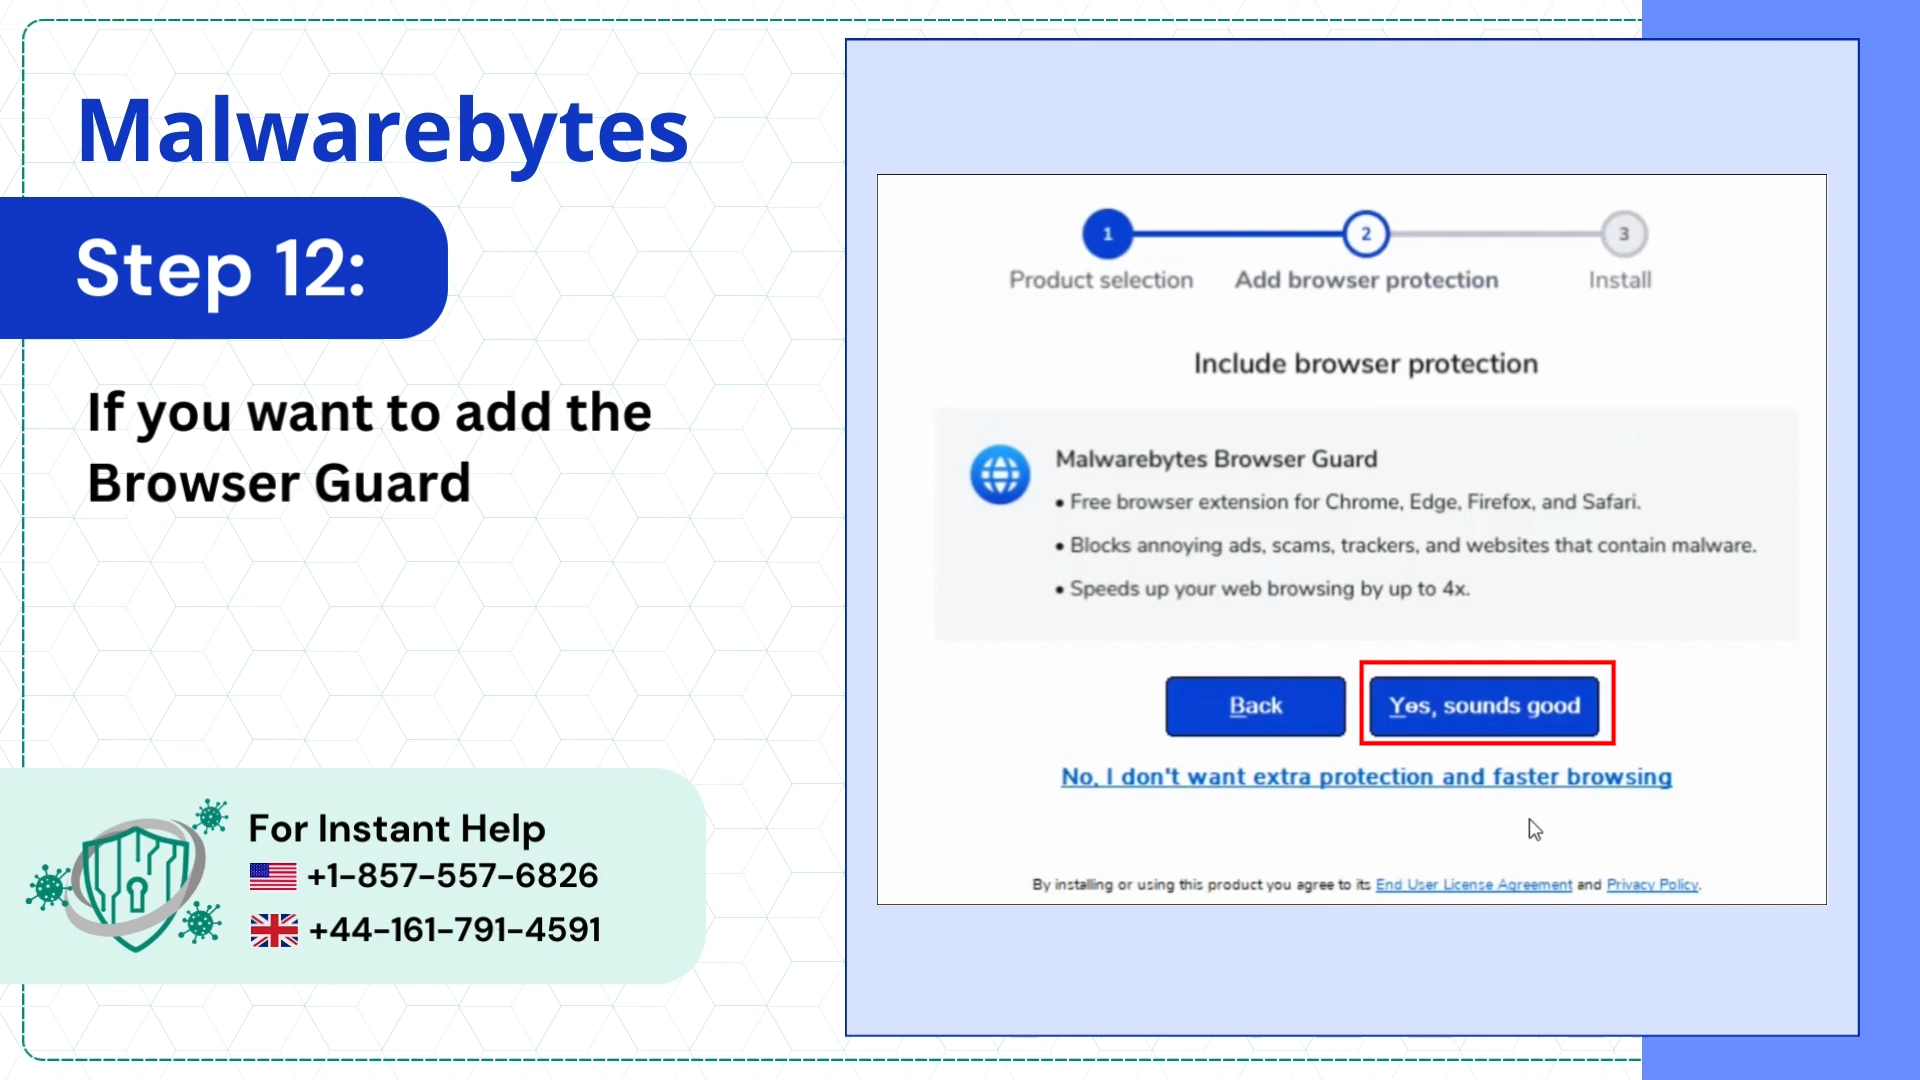 Malwarebytes
Step 12:
If you want to add the
Browser Guard
For Instant Help
+1-857-557-6826
+44-161-791-4591
1
2
3
Product selection
Add browser protection
Install
Include browser protection
Malwarebytes Browser Guard
• Free browser extension for Chrome, Edge, Firefox, and Safari.
• Blocks annoying ads, scams, trackers, and websites that contain malware.
• Speeds up your web browsing by up to 4x.
Back
Yes, sounds good
No, I don't want extra protection and faster browsing
By installing or using this product you agree to its End User License Agreement and Privacy Policy.